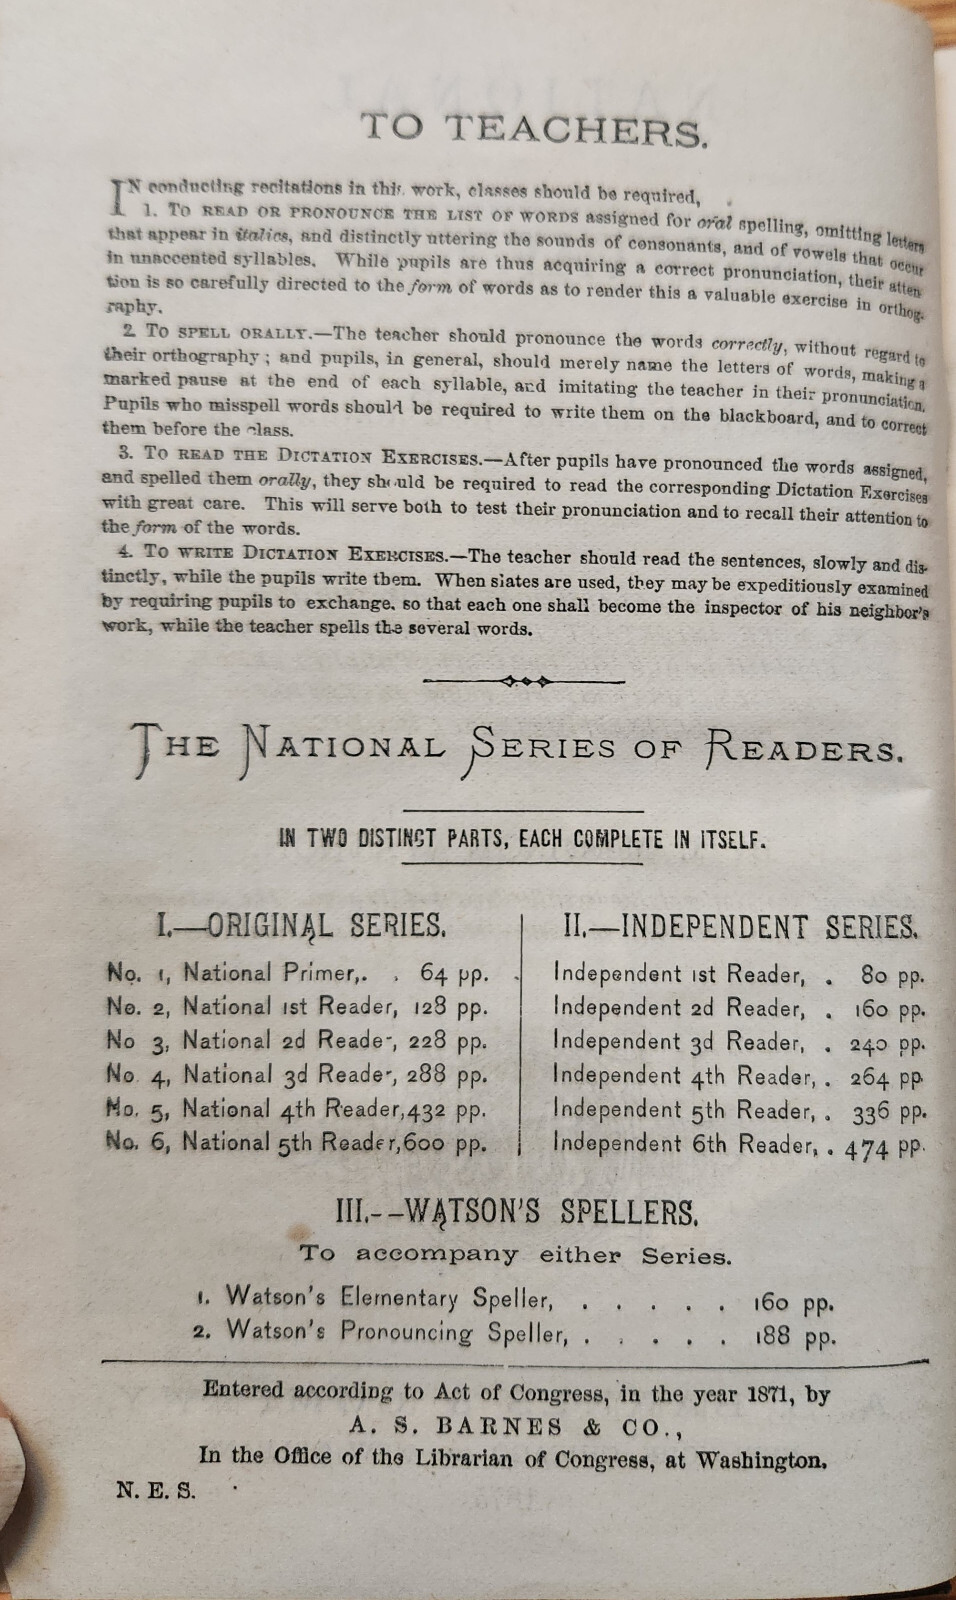 TO TEACHERS.
IN conducting recitations in this work, classes should be required,
1. TO READ OR PRONOUNCE THE LIST OF WORDS assigned for oral spelling, omitting letters
that appear in italics, and distinctly uttering the sounds of consonants, and of vowels that occur
in unaccented syllables. While pupils are thus acquiring a correct pronunciation, their atten
tion is so carefully directed to the form of words as to render this a valuable exercise in orthog-
raphy.
2. TO SPELL ORALLY.—The teacher should pronounce the words correctly, without regard to
their orthography; and pupils, in general, should merely name the letters of words, making a
marked pause at the end of each syllable, and imitating the teacher in their pronunciation.
Pupils who misspell words should be required to write them on the blackboard, and to correct
them before the class.
3. TO READ THE DICTATION EXERCISES.—After pupils have pronounced the words assigned,
and spelled them orally, they should be required to read the corresponding Dictation Exercises
with great care. This will serve both to test their pronunciation and to recall their attention to
the form of the words.
4. TO WRITE DICTATION EXERCISES.—The teacher should read the sentences, slowly and dis-
tinctly, while the pupils write them. When slates are used, they may be expeditiously examined
by requiring pupils to exchange, so that each one shall become the inspector of his neighbor's
work, while the teacher spells the several words.
THE NATIONAL SERIES OF READERS.
IN TWO DISTINCT PARTS, EACH COMPLETE IN ITSELF.
I.—ORIGINAL SERIES.
No. 1, National Primer, . . 64 pp.
No. 2, National 1st Reader, 128 pp.
No 3, National 2d Reader, 228 pp.
No. 4, National 3d Reader, 288 pp.
No. 5, National 4th Reader, 432 pp.
No. 6, National 5th Reader, 600 pp.
II.—INDEPENDENT SERIES.
Independent 1st Reader, . 80 pp.
Independent 2d Reader, . 160 pp.
Independent 3d Reader, . 240 pp.
Independent 4th Reader, . 264 pp.
Independent 5th Reader, . 336 pp.
Independent 6th Reader, . 474 pp.
III.--WATSON'S SPELLERS.
To accompany either Series.
1. Watson's Elementary Speller, . . . . . 160 pp.
2. Watson's Pronouncing Speller, . . . . . 188 pp.
Entered according to Act of Congress, in the year 1871, by
A. S. BARNES & CO.,
In the Office of the Librarian of Congress, at Washington.
N. E. S.